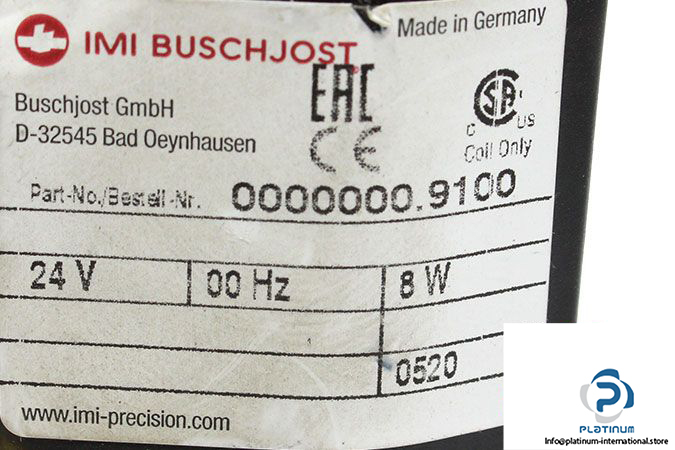 IMI BUSCHJOST
Made in Germany
Buschjost GmbH
D-32545 Bad Oeynhausen
EAC
CE
CSA
C US
Coil Only
Part-No./Bestell-Nr. 0000000.9100
24 V 00 Hz 8 W
0520
www.imi-precision.com
PLATINUM
Info@platinum-international.store